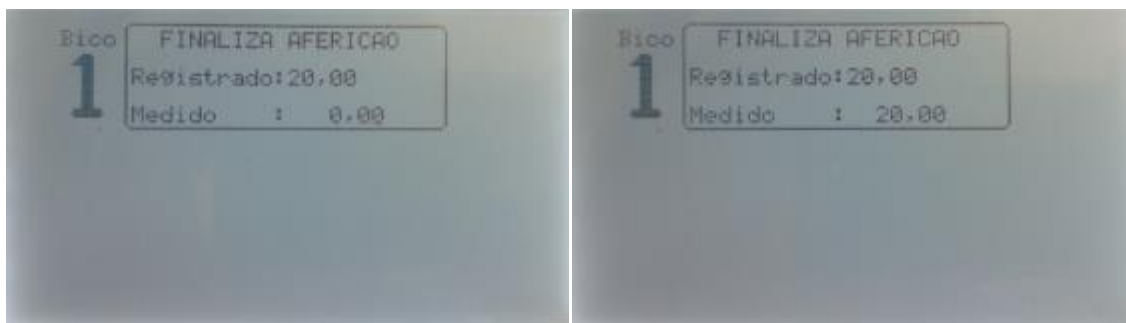 Bico
1
FINALIZA AFERICAO
Registrado:20,00
Medido : 0,00
Bico
1
FINALIZA AFERICAO
Registrado:20,00
Medido : 20,00